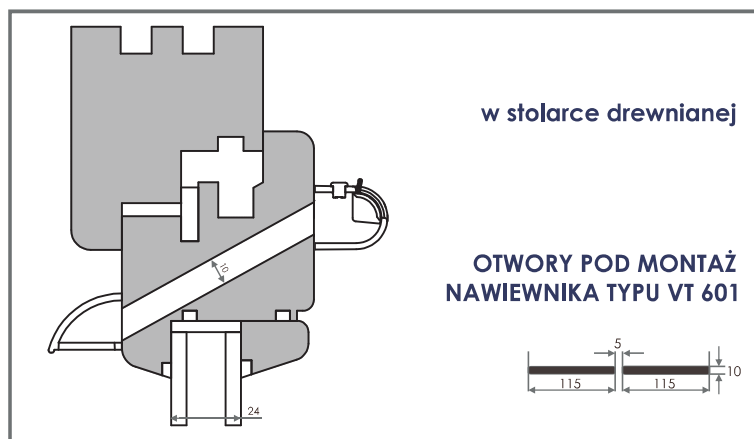 w stolarce drewnianej
10
OTWORY POD MONTAŻ
NAWIEWNIKA TYPU VT 601
5
10
115
115
24